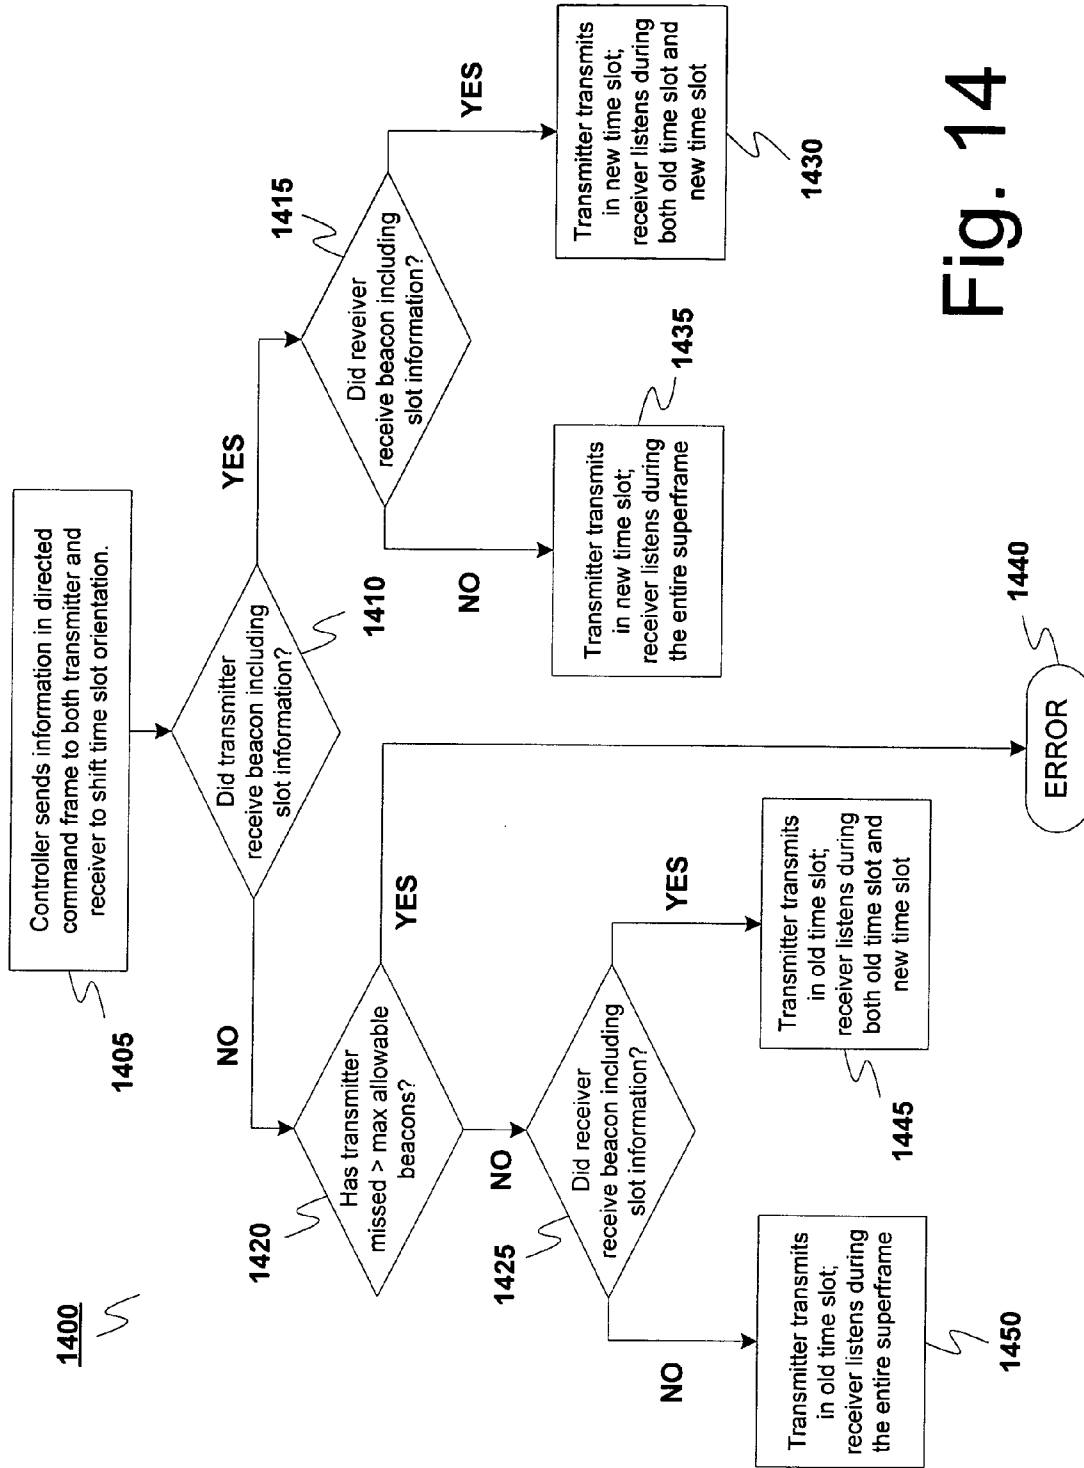 1400
Controller sends information in directed
command frame to both transmitter and
receiver to shift time slot orientation.
1405
Did transmitter
receive beacon including
slot information?
1410
NO
YES
Has transmitter
missed > max allowable
beacons?
1420
Did reveiver
receive beacon including
slot information?
1415
NO
YES
NO
YES
Did receiver
receive beacon including
slot information?
1425
Transmitter transmits
in new time slot;
receiver listens during
the entire superframe
1435
Transmitter transmits
in new time slot;
receiver listens during
both old time slot and
new time slot
1430
NO
YES
Transmitter transmits
in old time slot;
receiver listens during
the entire superframe
1450
Transmitter transmits
in old time slot;
receiver listens during
both old time slot and
new time slot
1445
ERROR
1440
Fig. 14